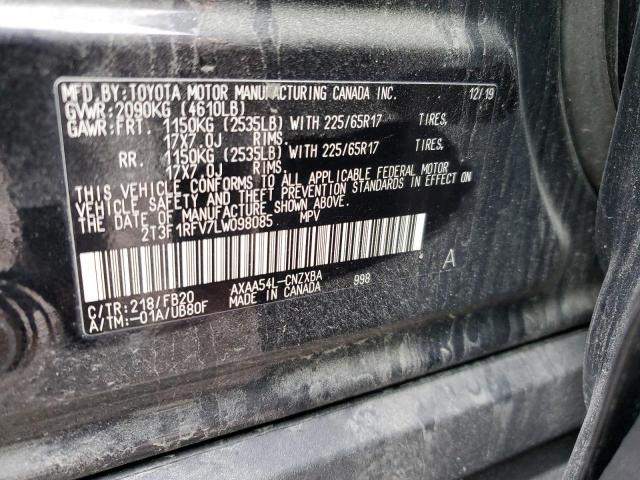 MFD.BY:TOYOTA MOTOR MANUFACTURING CANADA INC. 12/19
GVWR:2090KG (4610LB)
GAWR:FRT. 1150KG (2535LB) WITH 225/65R17 TIRES,
17X7.0J RIMS.
RR. 1150KG (2535LB) WITH 225/65R17 TIRES,
17X7.0J RIMS.
THIS VEHICLE CONFORMS TO ALL APPLICABLE FEDERAL MOTOR
VEHICLE SAFETY AND THEFT PREVENTION STANDARDS IN EFFECT ON
THE DATE OF MANUFACTURE SHOWN ABOVE.
2T3F1RFV7LW098085 MPV
A
C/TR:218/FB20 AXAA54L-CNZXBA 998
A/TM:-01A/UB80F MADE IN CANADA